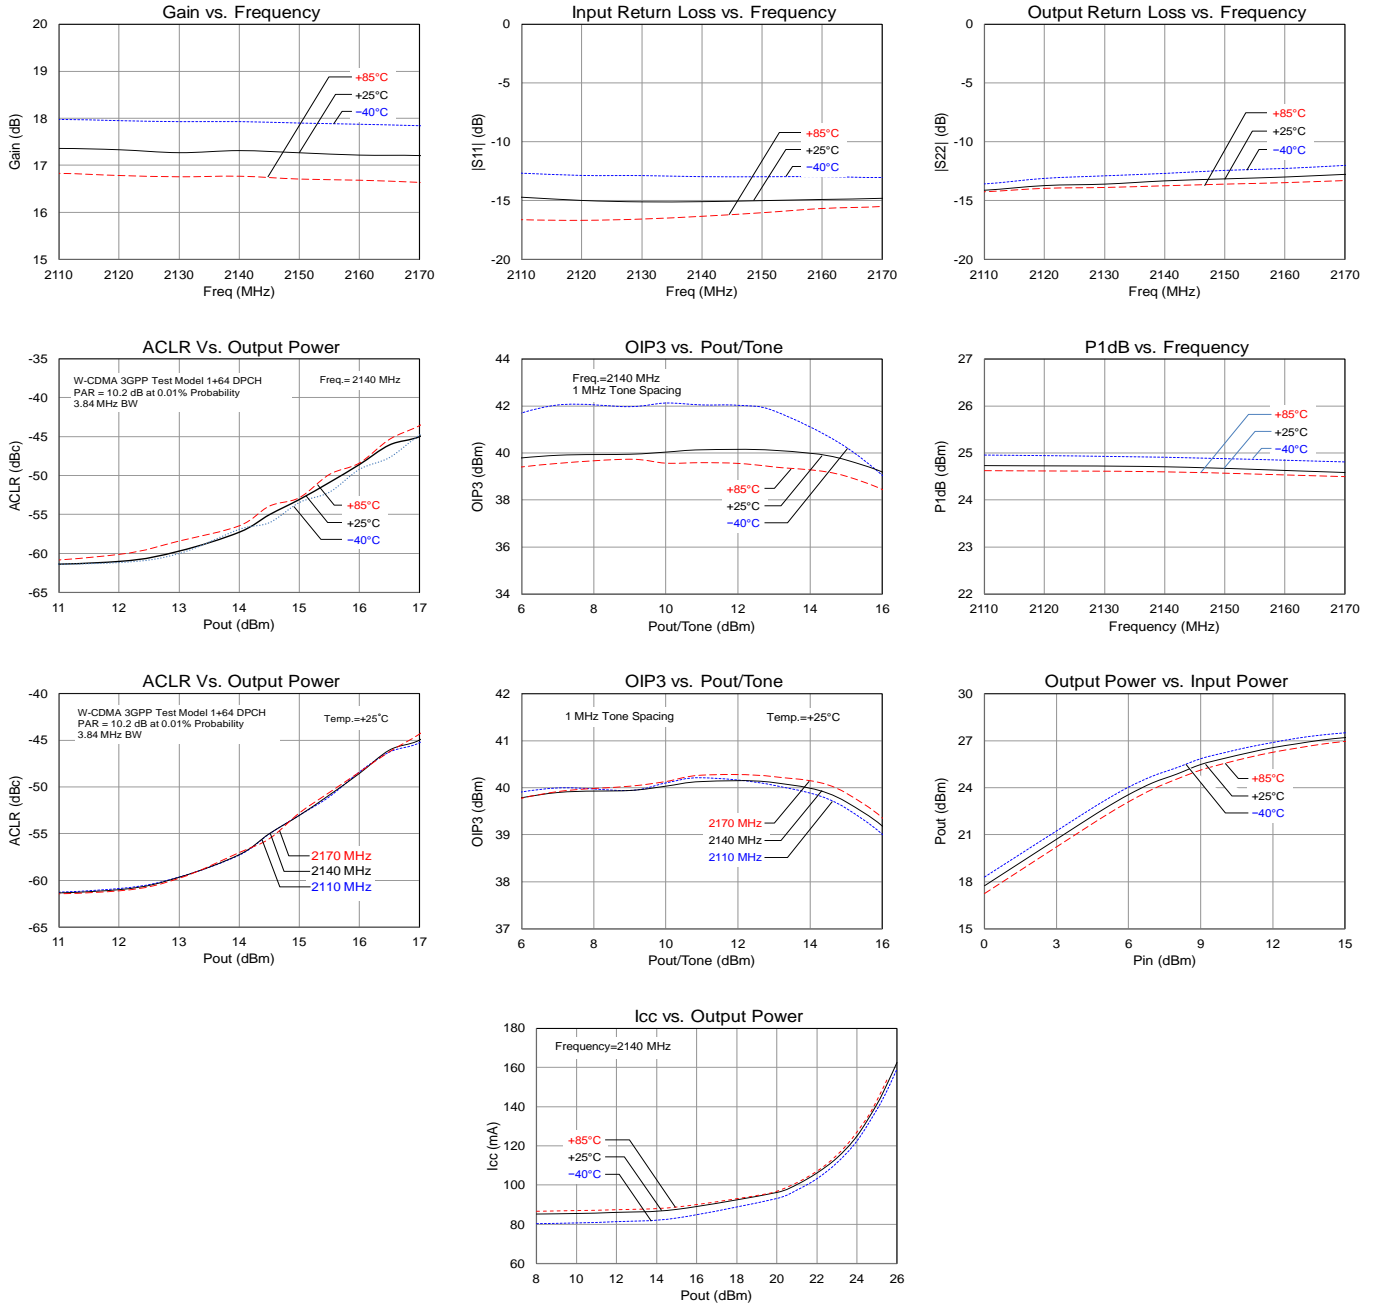 Gain vs. Frequency
20
19
18
17
16
15
Gain (dB)
+85°C
+25°C
−40°C
2110 2120 2130 2140 2150 2160 2170
Freq (MHz)
Input Return Loss vs. Frequency
0
-5
-10
-15
-20
|S11| (dB)
+85°C
+25°C
−40°C
2110 2120 2130 2140 2150 2160 2170
Freq (MHz)
Output Return Loss vs. Frequency
0
-5
-10
-15
-20
|S22| (dB)
+85°C
+25°C
−40°C
2110 2120 2130 2140 2150 2160 2170
Freq (MHz)
ACLR Vs. Output Power
-35
-40
-45
-50
-55
-60
-65
ACLR (dBc)
W-CDMA 3GPP Test Model 1+64 DPCH
PAR = 10.2 dB at 0.01% Probability
3.84 MHz BW
Freq.= 2140 MHz
+85°C
+25°C
−40°C
11 12 13 14 15 16 17
Pout (dBm)
OIP3 vs. Pout/Tone
44
42
40
38
36
34
OIP3 (dBm)
Freq.=2140 MHz
1 MHz Tone Spacing
+85°C
+25°C
−40°C
6 8 10 12 14 16
Pout/Tone (dBm)
P1dB vs. Frequency
27
26
25
24
23
22
P1dB (dBm)
+85°C
+25°C
−40°C
2110 2120 2130 2140 2150 2160 2170
Frequency (MHz)
ACLR Vs. Output Power
-40
-45
-50
-55
-60
-65
ACLR (dBc)
W-CDMA 3GPP Test Model 1+64 DPCH
PAR = 10.2 dB at 0.01% Probability
3.84 MHz BW
Temp.=+25˚C
2170 MHz
2140 MHz
2110 MHz
11 12 13 14 15 16 17
Pout (dBm)
OIP3 vs. Pout/Tone
42
41
40
39
38
37
OIP3 (dBm)
1 MHz Tone Spacing
Temp.=+25°C
2170 MHz
2140 MHz
2110 MHz
6 8 10 12 14 16
Pout/Tone (dBm)
Output Power vs. Input Power
30
27
24
21
18
15
Pout (dBm)
+85°C
+25°C
−40°C
0 3 6 9 12 15
Pin (dBm)
Icc vs. Output Power
180
160
140
120
100
80
60
Icc (mA)
Frequency=2140 MHz
+85°C
+25°C
−40°C
8 10 12 14 16 18 20 22 24 26
Pout (dBm)